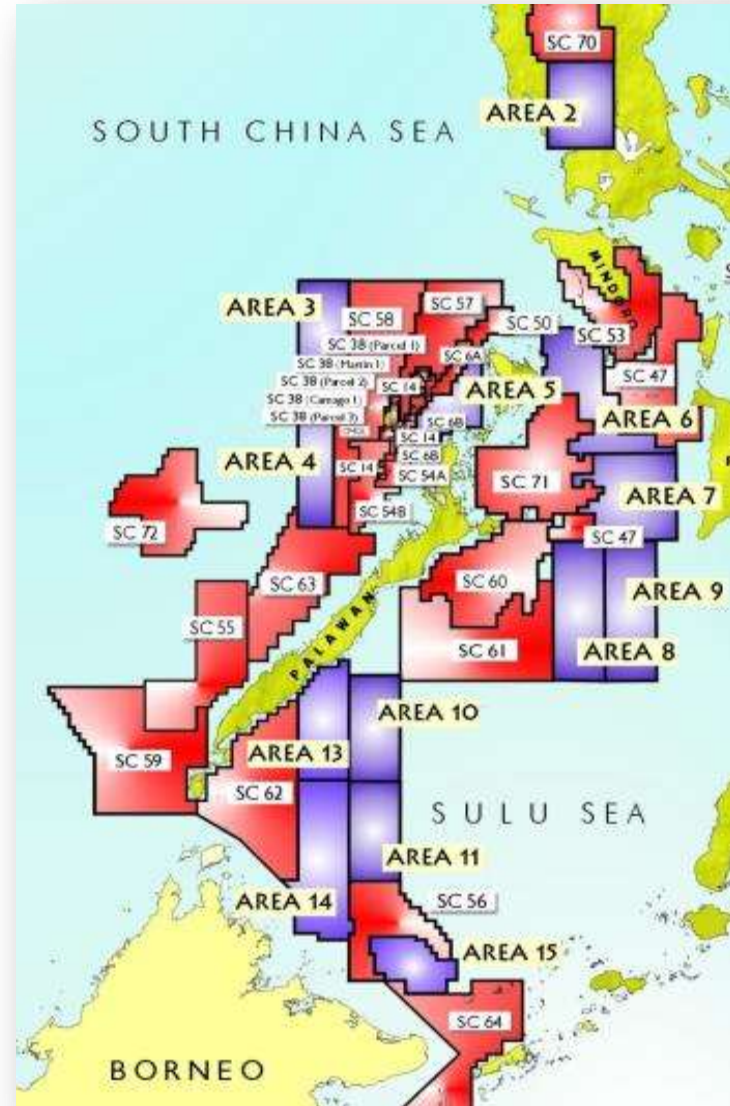 SC 70
AREA 2
SOUTH CHINA SEA
MINDORO
AREA 3
SC 57
SC 58
SC 50
SC 53
SC 38 (Parcel 1)
SC 6A
SC 38 (Martin 1)
SC 47
SC 38 (Parcel 2)
SC 14
AREA 5
SC 38 (Camago 1)
SC 38 (Parcel 3)
SC 6B
AREA 6
SC 14
SC 6B
AREA 4
SC 14
SC 54A
SC 71
AREA 7
SC 54B
SC 72
SC 47
SC 63
SC 60
AREA 9
PALAWAN
SC 55
SC 61
AREA 8
AREA 10
AREA 13
SC 59
SC 62
SULU SEA
AREA 11
AREA 14
SC 56
AREA 15
SC 64
BORNEO